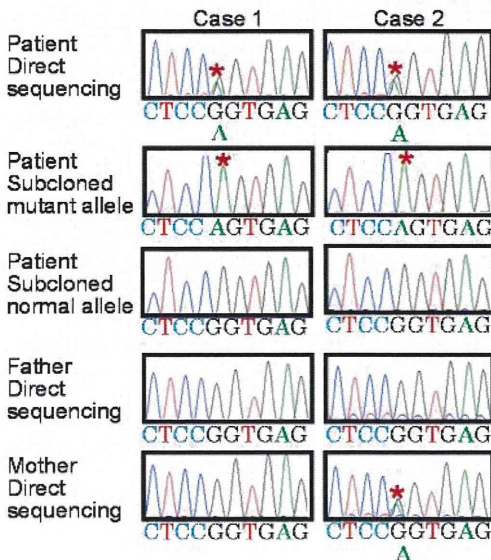 Case 1 Case 2
Patient
Direct
sequencing
* *
CTCCGGTGAG CTCCGGTGAG
A A
Patient
Subcloned
mutant allele
* *
CTCCAGTGAG CTCCAGTGAG
Patient
Subcloned
normal allele
CTCCGGTGAG CTCCGGTGAG
Father
Direct
sequencing
CTCCGGTGAG CTCCGGTGAG
Mother
Direct
sequencing
*
CTCCGGTGAG CTCCGGTGAG
A